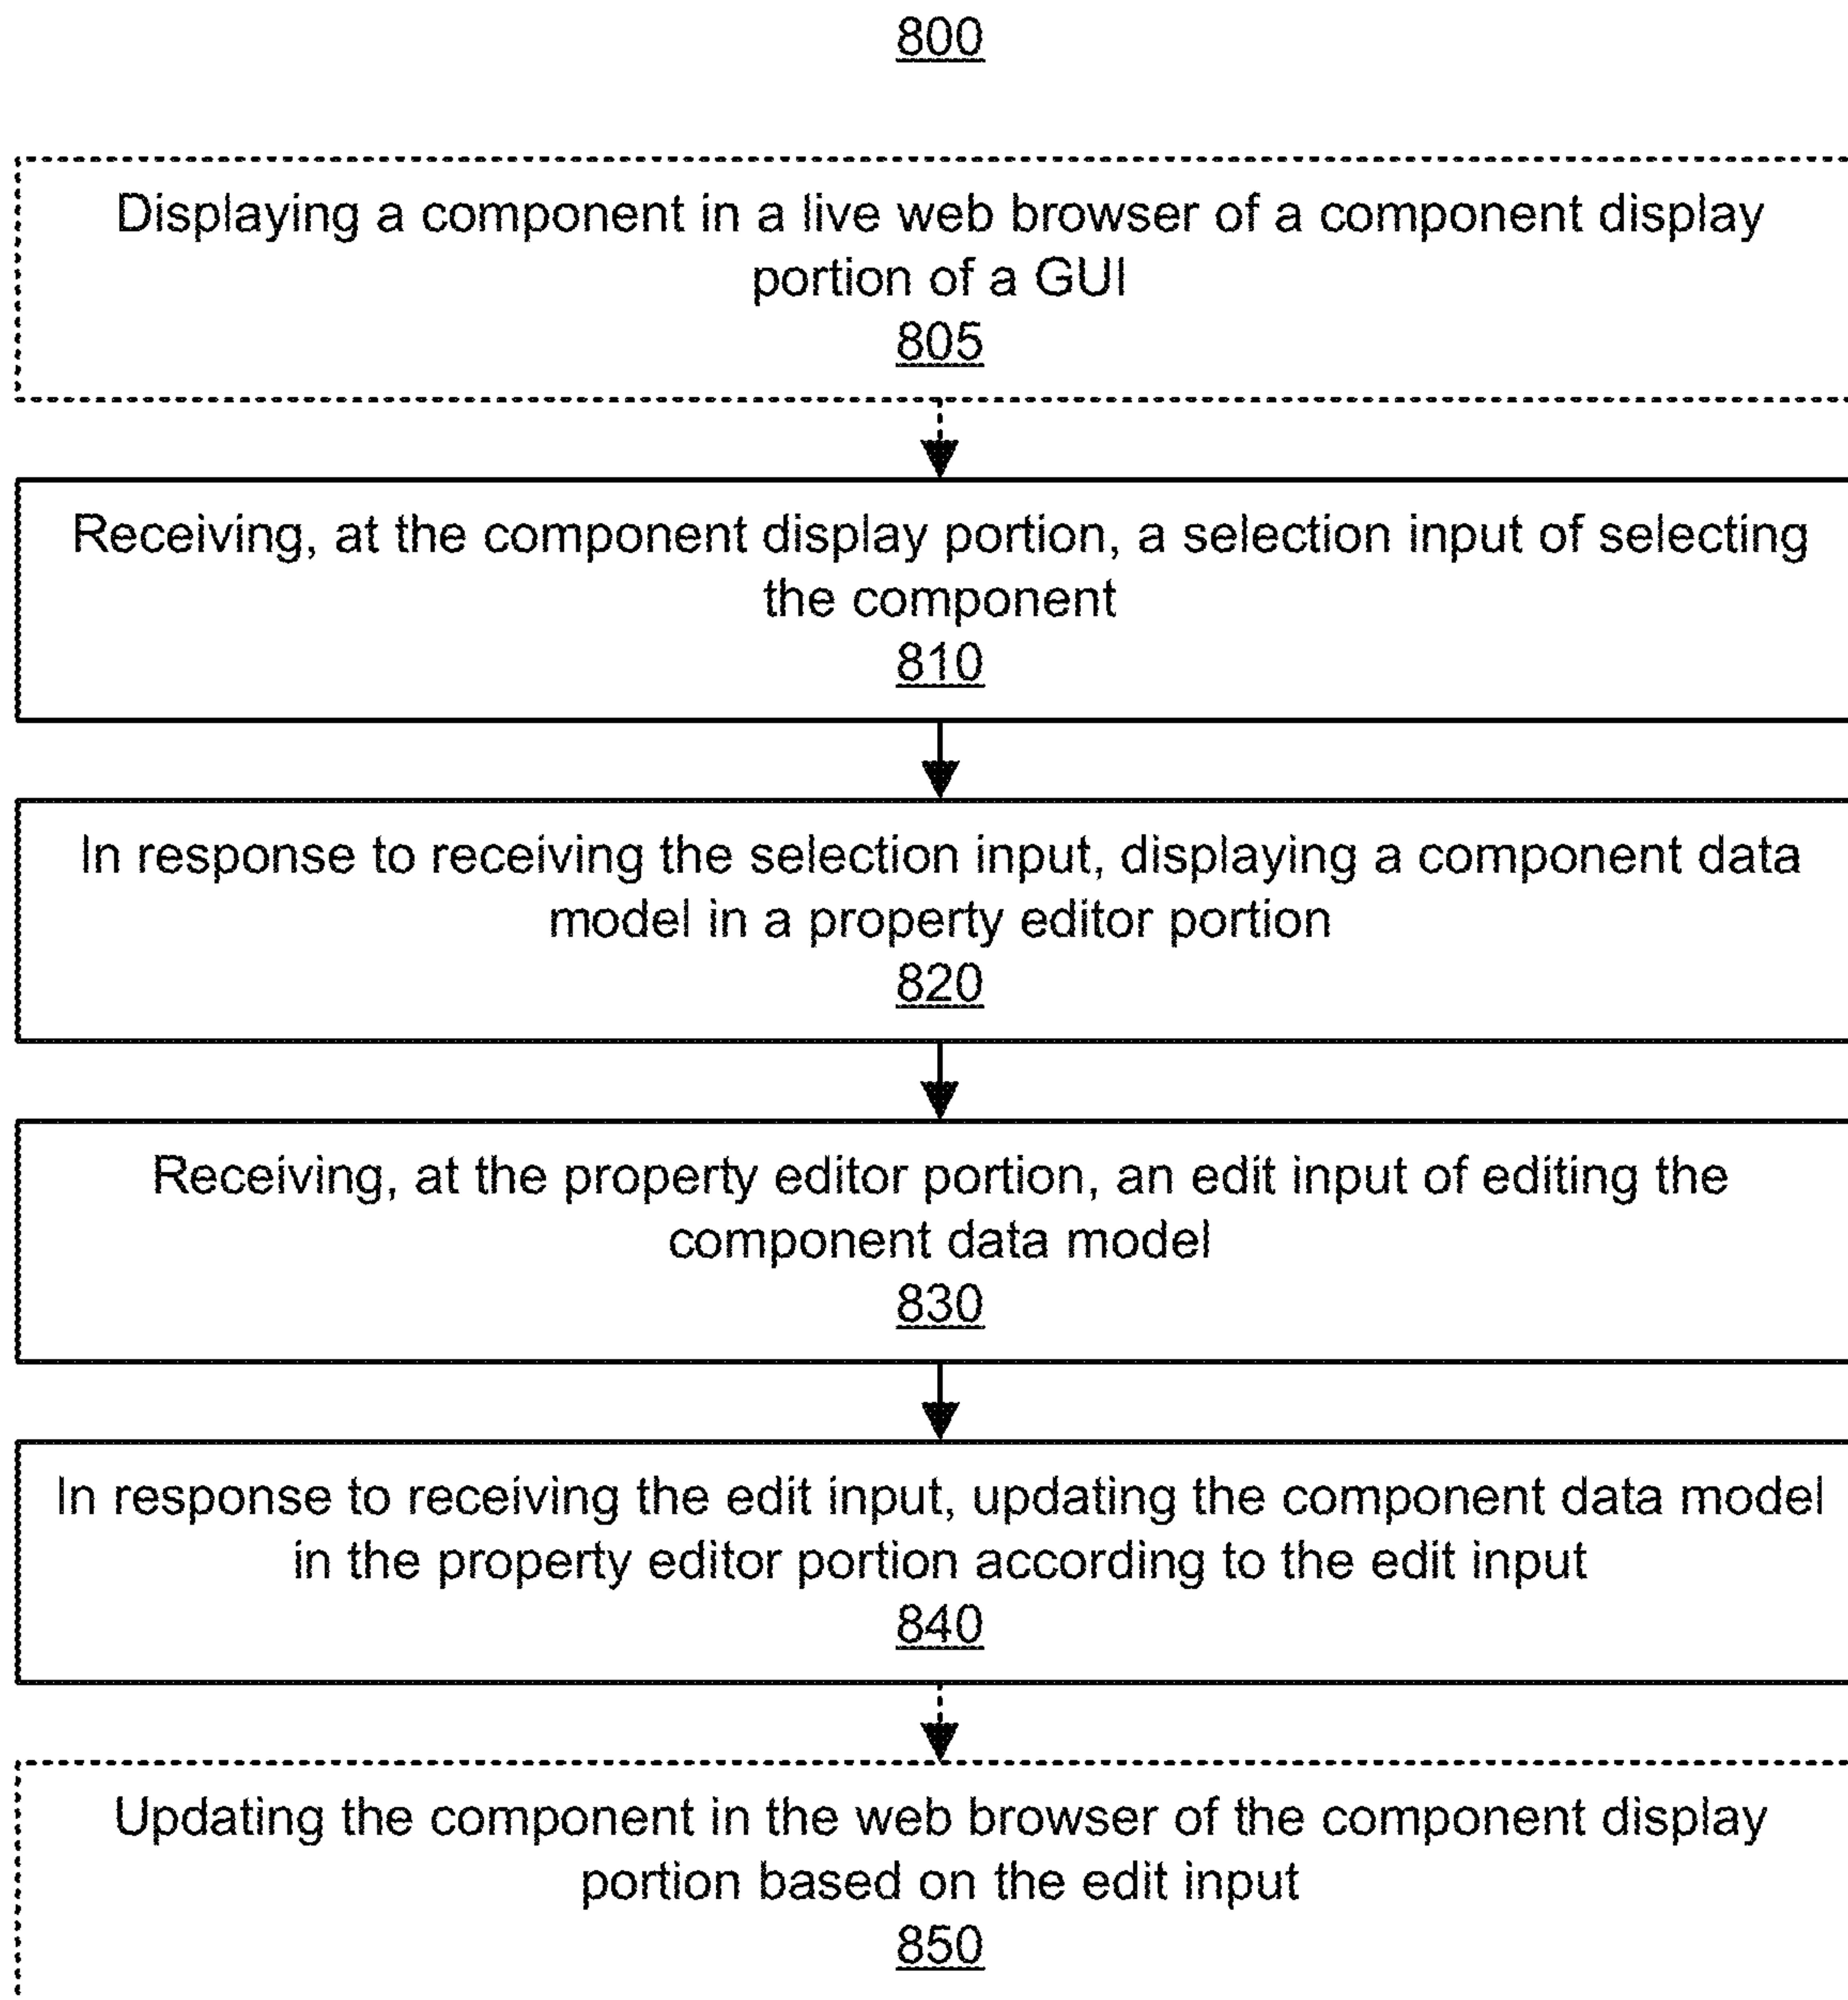 800
Displaying a component in a live web browser of a component display
portion of a GUI
805
Receiving, at the component display portion, a selection input of selecting
the component
810
In response to receiving the selection input, displaying a component data
model in a property editor portion
820
Receiving, at the property editor portion, an edit input of editing the
component data model
830
In response to receiving the edit input, updating the component data model
in the property editor portion according to the edit input
840
Updating the component in the web browser of the component display
portion based on the edit input
850